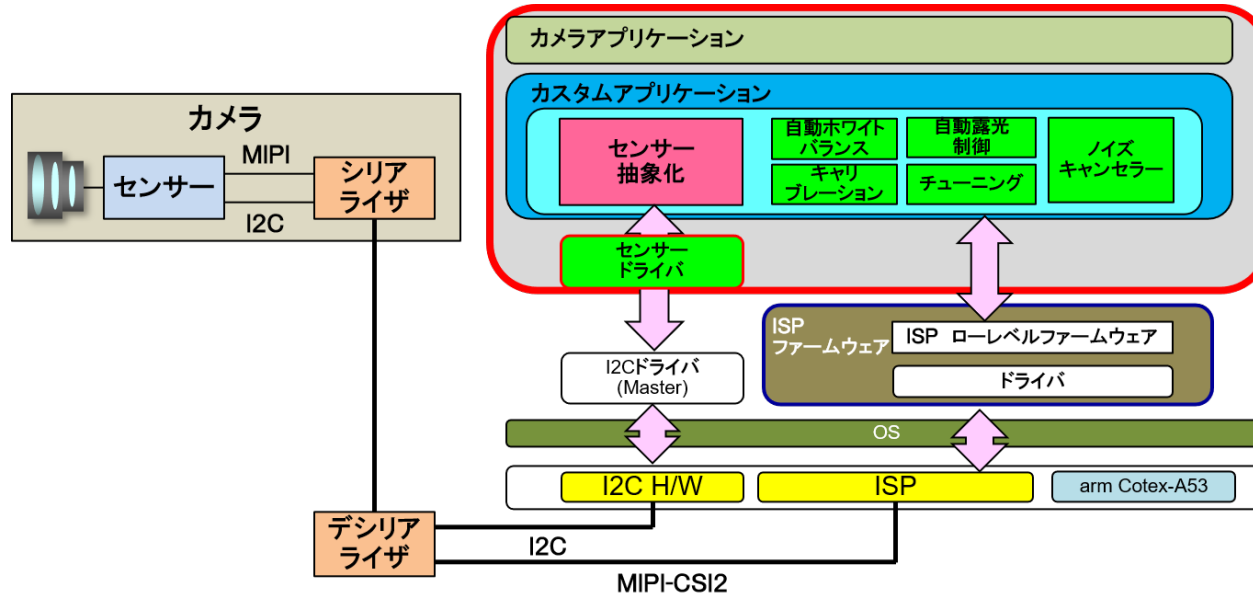 カメラアプリケーション
カスタムアプリケーション
カメラ
センサー
MIPI
I2C
シリア
ライザ
センサー
抽象化
自動ホワイト
バランス
自動露光
制御
ノイズ
キャンセラー
キャリ
ブレーション
チューニング
センサー
ドライバ
ISP
ファームウェア
ISP ローレベルファームウェア
ドライバ
I2Cドライバ
(Master)
OS
I2C H/W
ISP
arm Cotex-A53
デシリア
ライザ
I2C
MIPI-CSI2